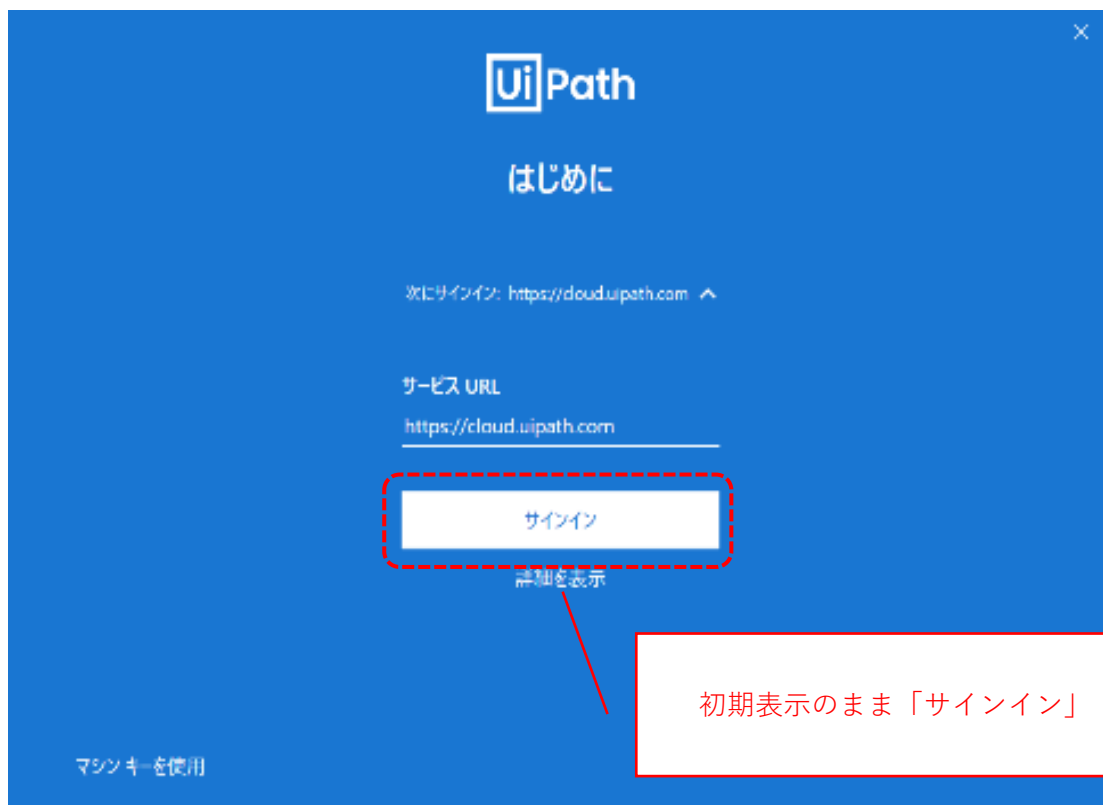 UiPath
はじめに
次にサインイン: https://cloud.uipath.com
サービス URL
https://cloud.uipath.com
サインイン
詳細を表示
初期表示のまま「サインイン」
マシン キーを使用